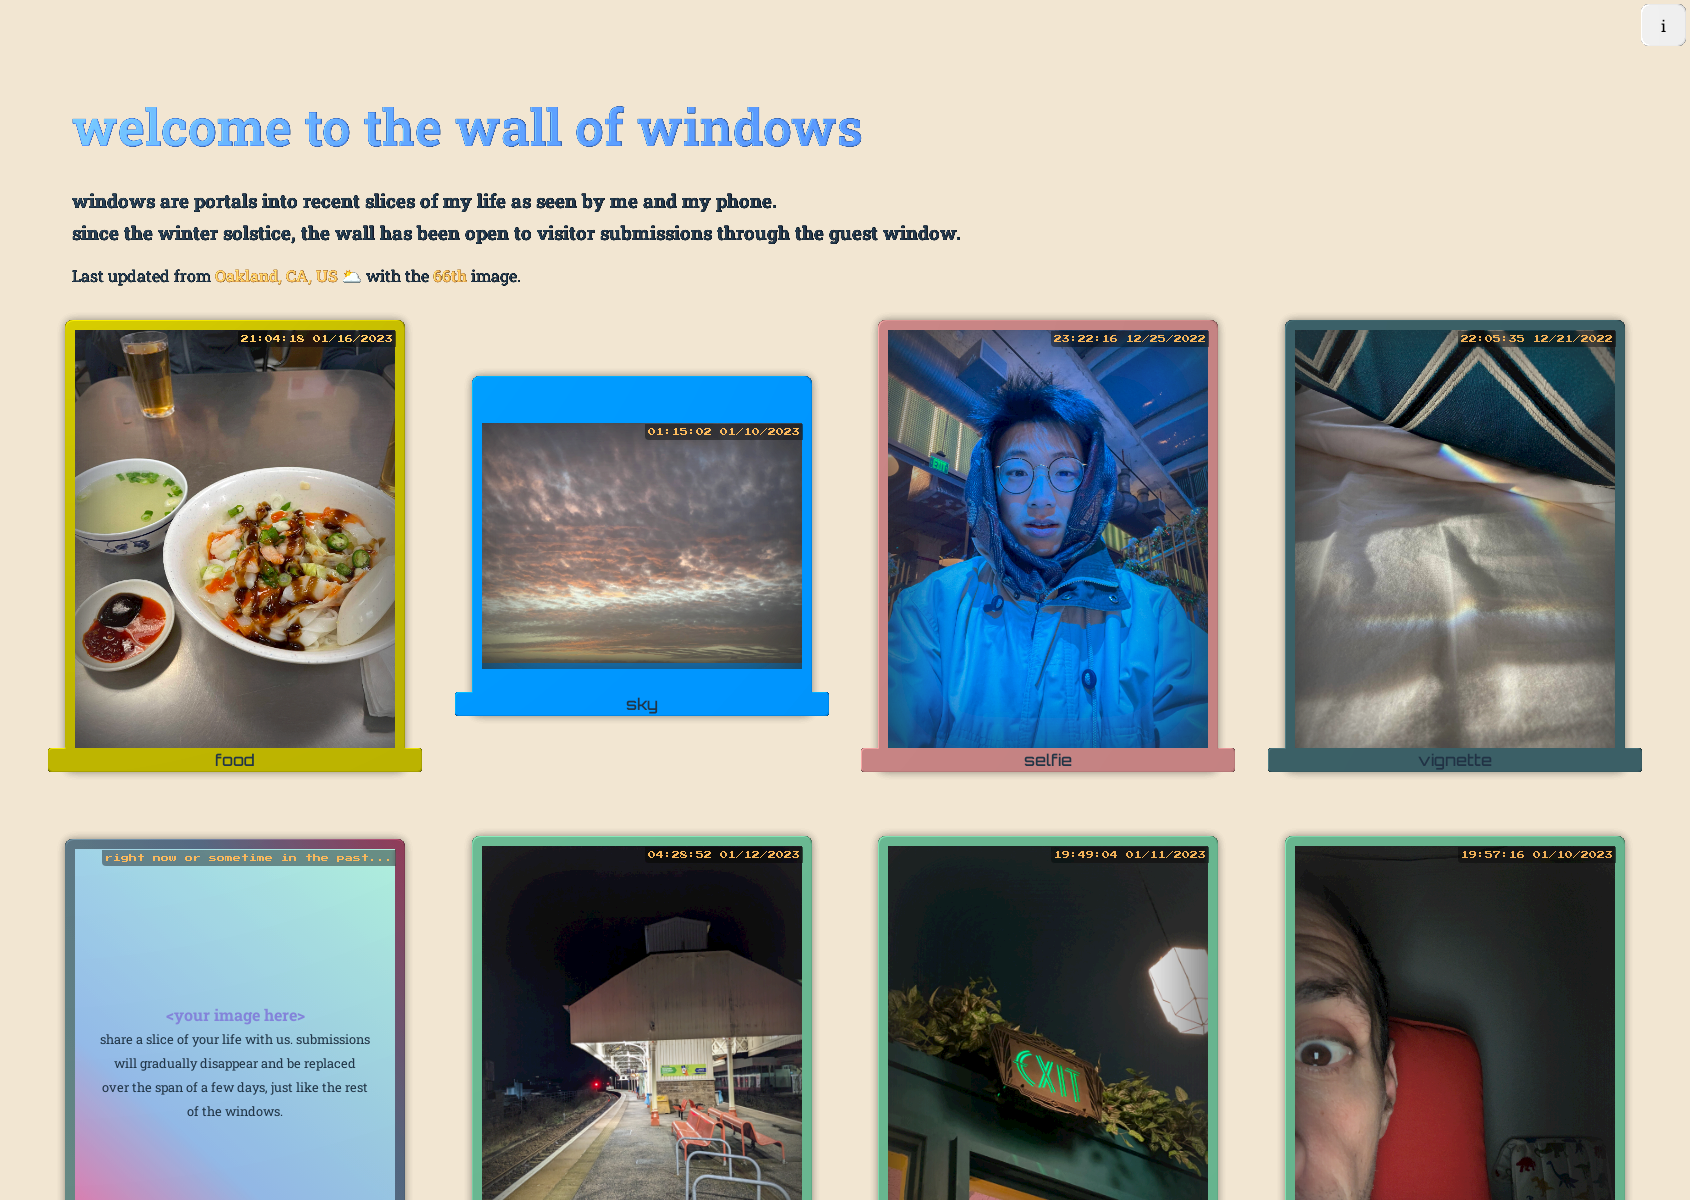 i
welcome to the wall of windows
windows are portals into recent slices of my life as seen by me and my phone.
since the winter solstice, the wall has been open to visitor submissions through the guest window.
Last updated from Oakland, CA, US ⛅ with the 66th image.
21:04:18 01/16/2023
food
01:15:02 01/10/2023
sky
23:22:16 12/25/2022
EXIT
selfie
22:05:35 12/21/2022
vignette
right now or sometime in the past...
<your image here>
share a slice of your life with us. submissions
will gradually disappear and be replaced
over the span of a few days, just like the rest
of the windows.
04:28:52 01/12/2023
19:49:04 01/11/2023
EXIT
19:57:16 01/10/2023